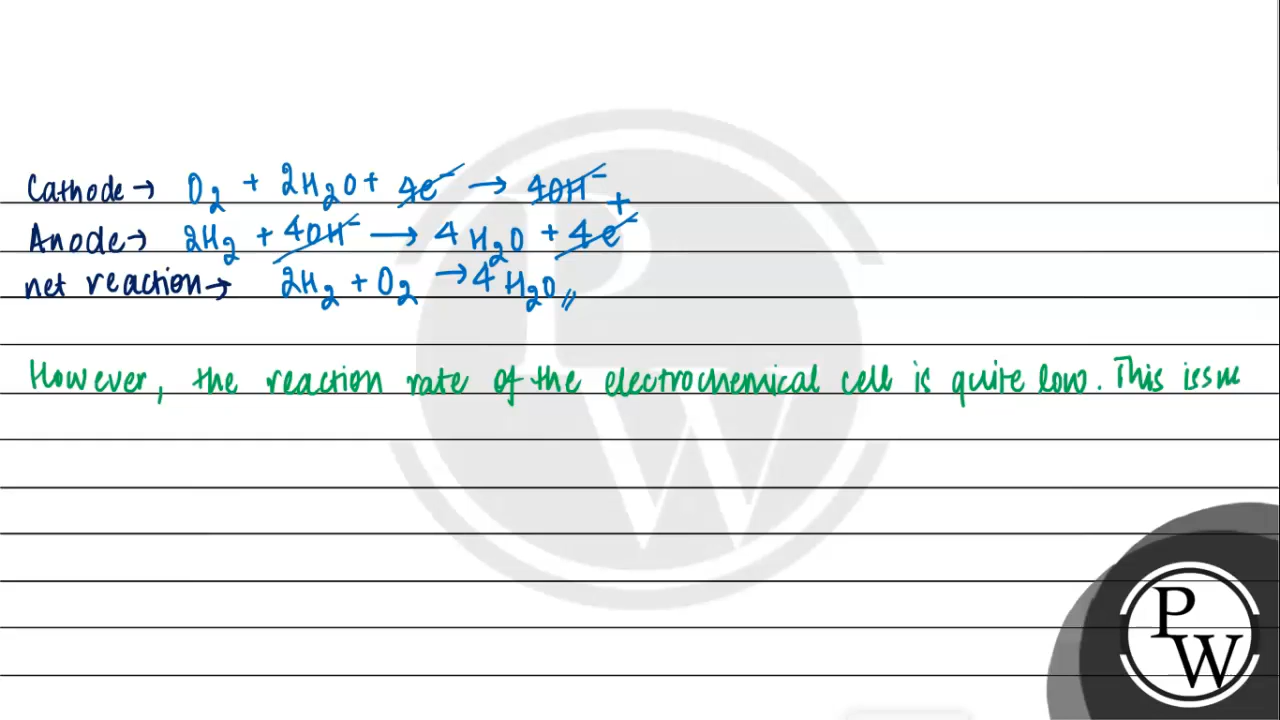 Cathode → O₂ + 2H₂O + 4e⁻ → 4OH⁻ +
Anode → 2H₂ + 4OH⁻ → 4H₂O + 4e⁻
net reaction → 2H₂ + O₂ → 4H₂O //
However, the reaction rate of the electrochemical cell is quite low. This issu
P
W
P
W